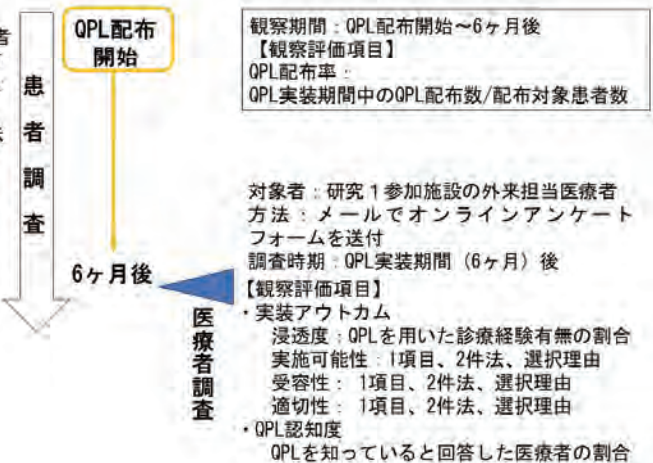 者
患者調査
QPL配布
開始
6ヶ月後
観察期間:QPL配布開始~6ヶ月後
【観察評価項目】
QPL配布率:
QPL実装期間中のQPL配布数/配布対象患者数
対象者:研究1参加施設の外来担当医療者
方法:メールでオンラインアンケート
フォームを送付
調査時期:QPL実装期間(6ヶ月)後
【観察評価項目】
医療者調査
・実装アウトカム
浸透度:QPLを用いた診療経験有無の割合
実施可能性:1項目、2件法、選択理由
受容性: 1項目、2件法、選択理由
適切性: 1項目、2件法、選択理由
・QPL認知度
QPLを知っていると回答した医療者の割合